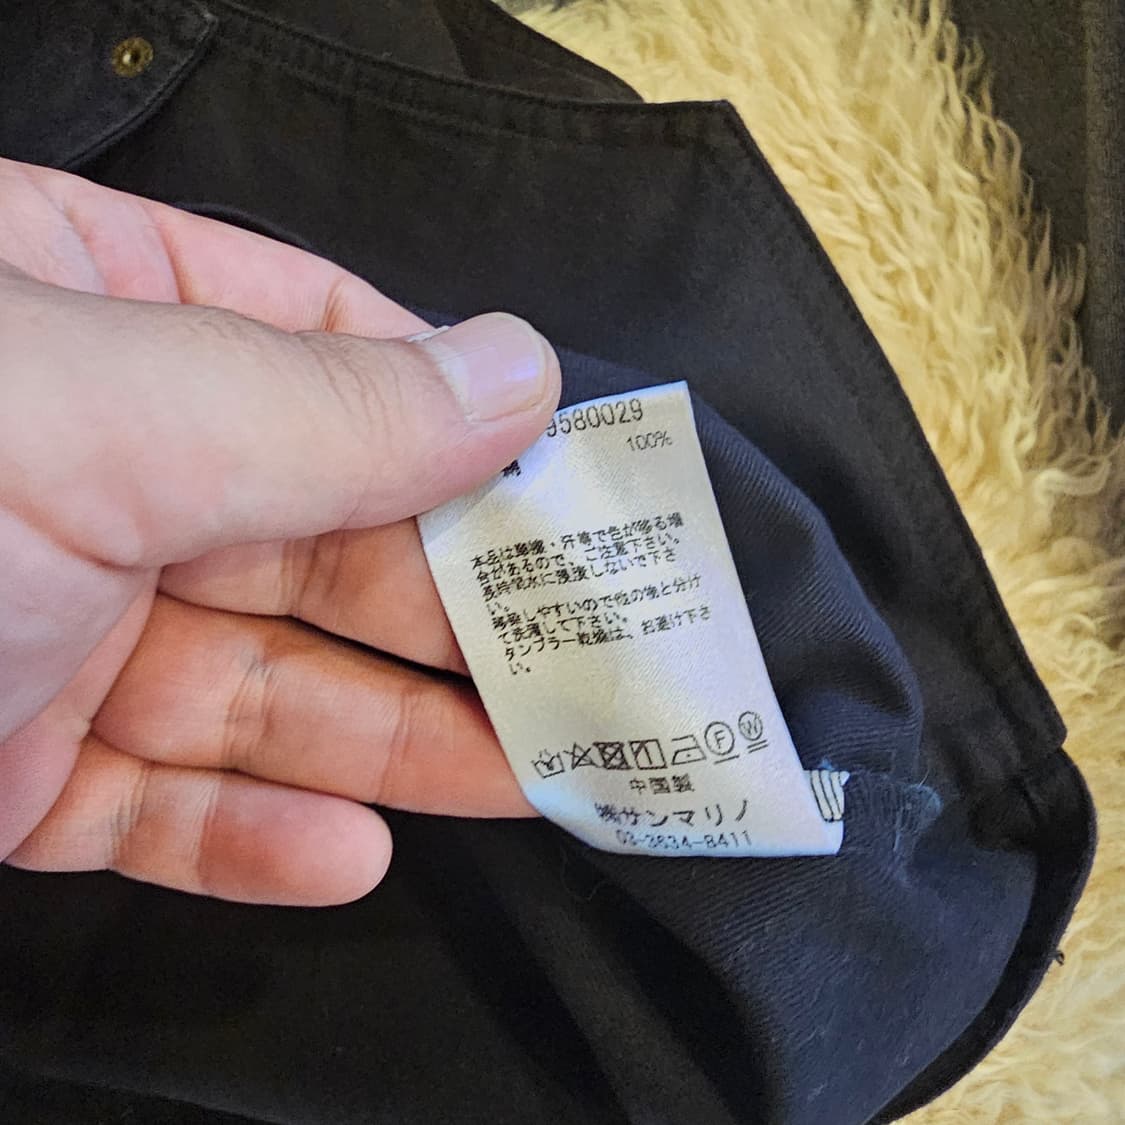 9580029
綿 100%
本品は摩擦・汗等で色が移る場
合があるので、ご注意下さい。
長時間水に浸漬しないで下さ
い。
移染しやすいので他の物と分け
て洗濯して下さい。
タンブラー乾燥は、お避け下さ
い。
F W
中国製
㈱サンマリノ
03-3634-8411